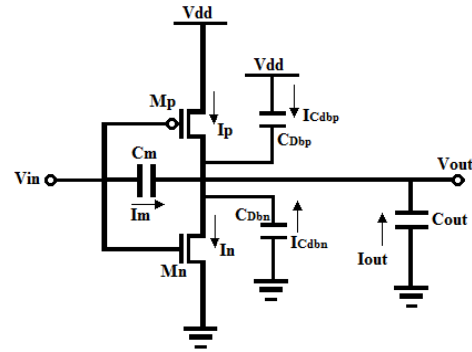 Vdd
Vdd
Mp
Ip
ICdbp
CDbp
Cm
Vin
Vout
Im
CDbn
ICdbn
In
Mn
Cout
Iout